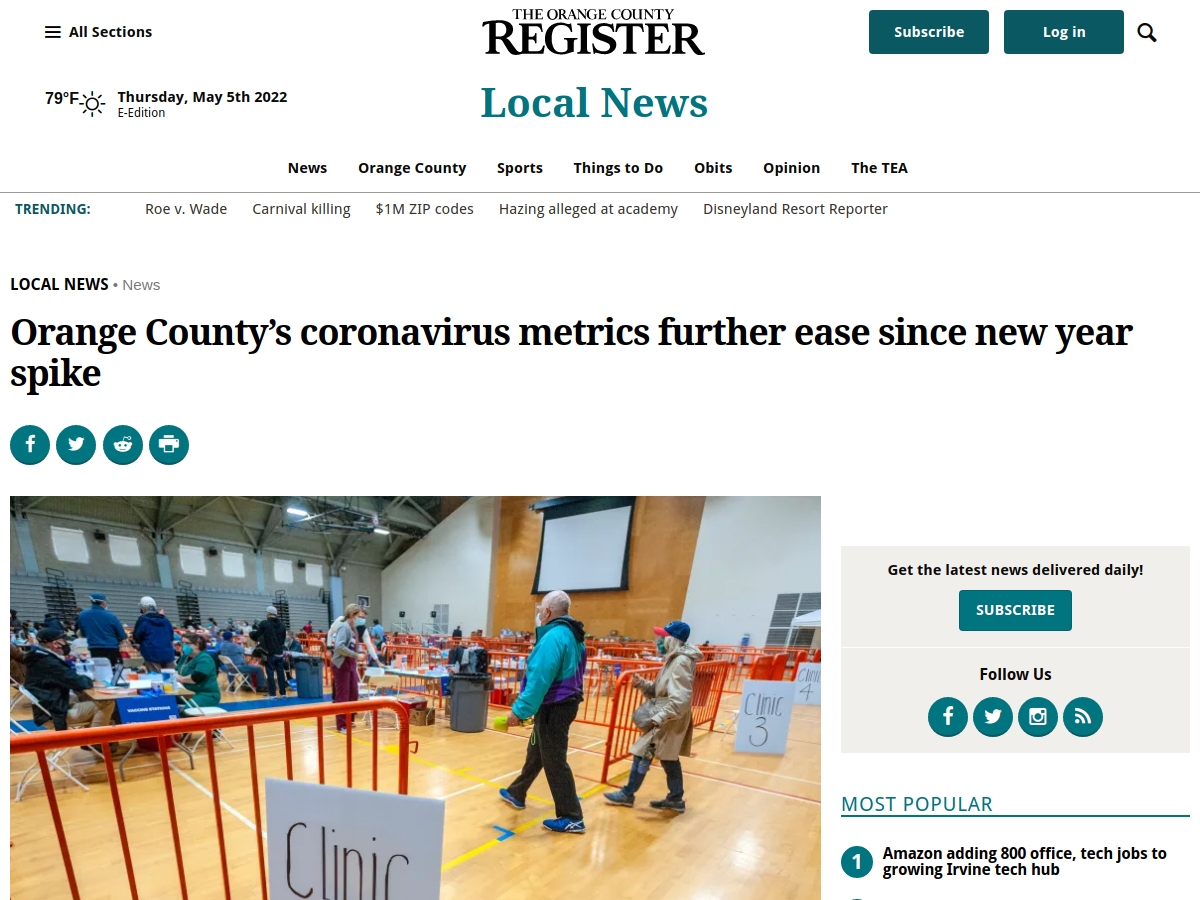 All Sections
THE ORANGE COUNTY
REGISTER
Subscribe
Log in
79°F
Thursday, May 5th 2022
E-Edition
Local News
News Orange County Sports Things to Do Obits Opinion The TEA
TRENDING: Roe v. Wade Carnival killing $1M ZIP codes Hazing alleged at academy Disneyland Resort Reporter
LOCAL NEWS • News
Orange County’s coronavirus metrics further ease since new year
spike
VACCINE STATION
Clinic
3
Clinic
4
Clinic
Get the latest news delivered daily!
SUBSCRIBE
Follow Us
MOST POPULAR
1
Amazon adding 800 office, tech jobs to
growing Irvine tech hub